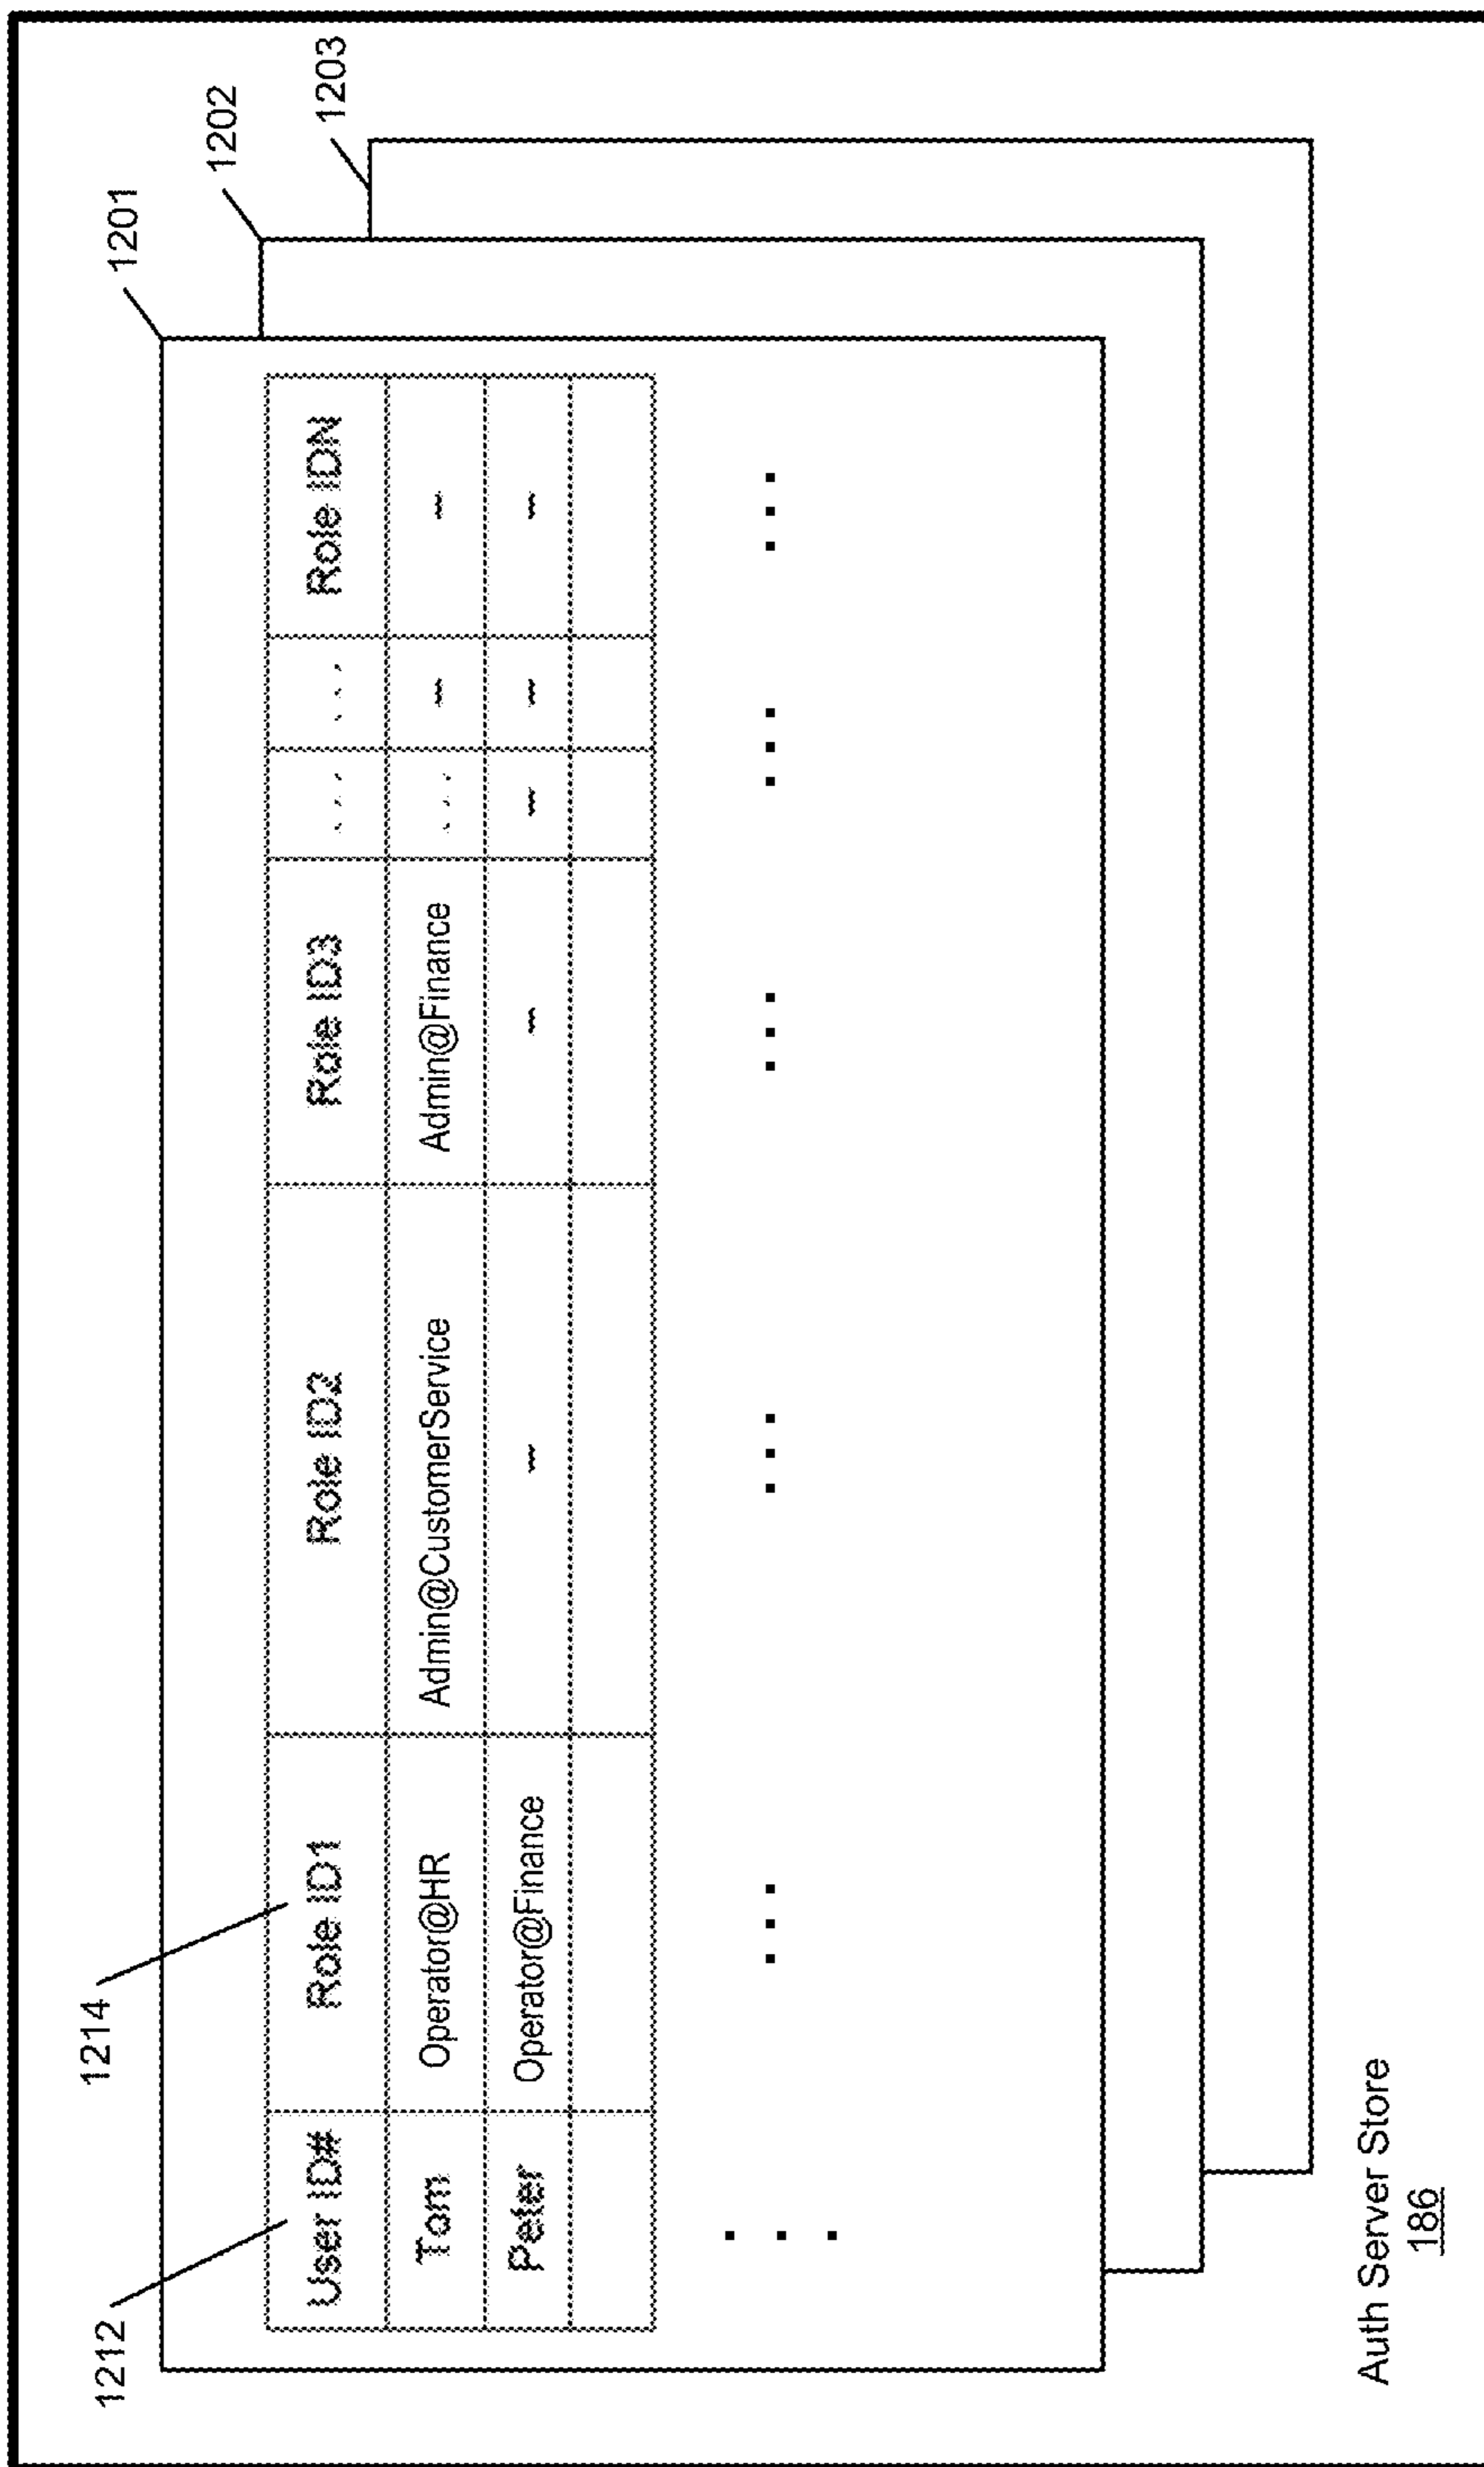 1201
1202
1203
1212
1214
User ID# Role ID1 Role ID2 Role ID3 ... ... Role IDN
Tom Operator@HR Admin@CustomerService Admin@Finance ... – –
Peter Operator@Finance – – – – –
... ... ... ... ... ...
Auth Server Store
186